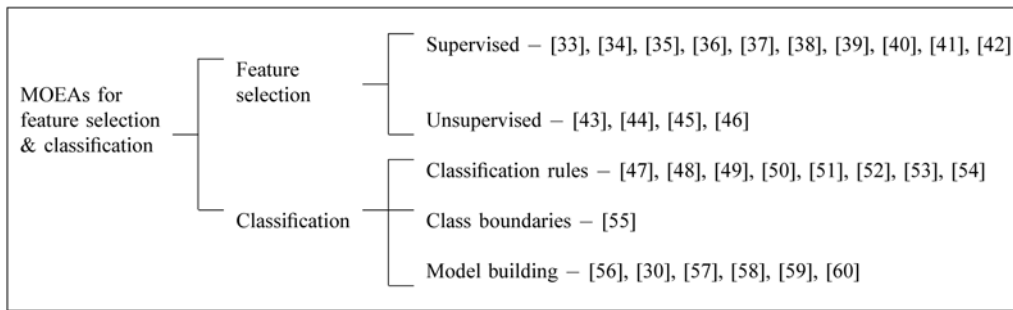 MOEAs for
feature selection
& classification
Feature
selection
Supervised – [33], [34], [35], [36], [37], [38], [39], [40], [41], [42]
Unsupervised – [43], [44], [45], [46]
Classification
Classification rules – [47], [48], [49], [50], [51], [52], [53], [54]
Class boundaries – [55]
Model building – [56], [30], [57], [58], [59], [60]